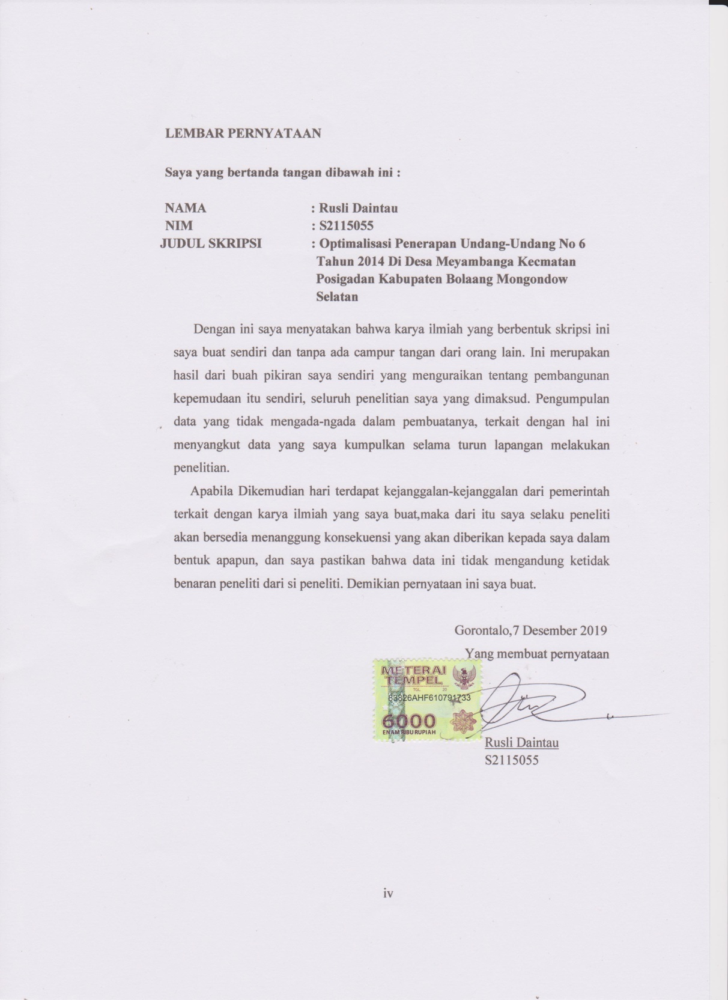 LEMBAR PERNYATAAN
Saya yang bertanda tangan dibawah ini :
NAMA : Rusli Daintau
NIM : S2115055
JUDUL SKRIPSI : Optimalisasi Penerapan Undang-Undang No 6
Tahun 2014 Di Desa Meyambanga Kecmatan
Posigadan Kabupaten Bolaang Mongondow
Selatan
Dengan ini saya menyatakan bahwa karya ilmiah yang berbentuk skripsi ini
saya buat sendiri dan tanpa ada campur tangan dari orang lain. Ini merupakan
hasil dari buah pikiran saya sendiri yang menguraikan tentang pembangunan
kepemudaan itu sendiri, seluruh penelitian saya yang dimaksud. Pengumpulan
data yang tidak mengada-ngada dalam pembuatanya, terkait dengan hal ini
menyangkut data yang saya kumpulkan selama turun lapangan melakukan
penelitian.
Apabila Dikemudian hari terdapat kejanggalan-kejanggalan dari pemerintah
terkait dengan karya ilmiah yang saya buat,maka dari itu saya selaku peneliti
akan bersedia menanggung konsekuensi yang akan diberikan kepada saya dalam
bentuk apapun, dan saya pastikan bahwa data ini tidak mengandung ketidak
benaran peneliti dari si peneliti. Demikian pernyataan ini saya buat.
Gorontalo,7 Desember 2019
Yang membuat pernyataan
METERAI
TEMPEL
TGL 20
83826AHF610791733
6000
ENAM RIBU RUPIAH
Rusli Daintau
S2115055
iv